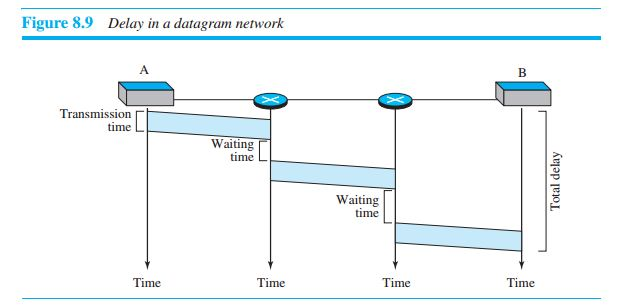 Figure 8.9 Delay in a datagram network
A
B
Transmission
time
Waiting
time
Waiting
time
Total delay
Time
Time
Time
Time